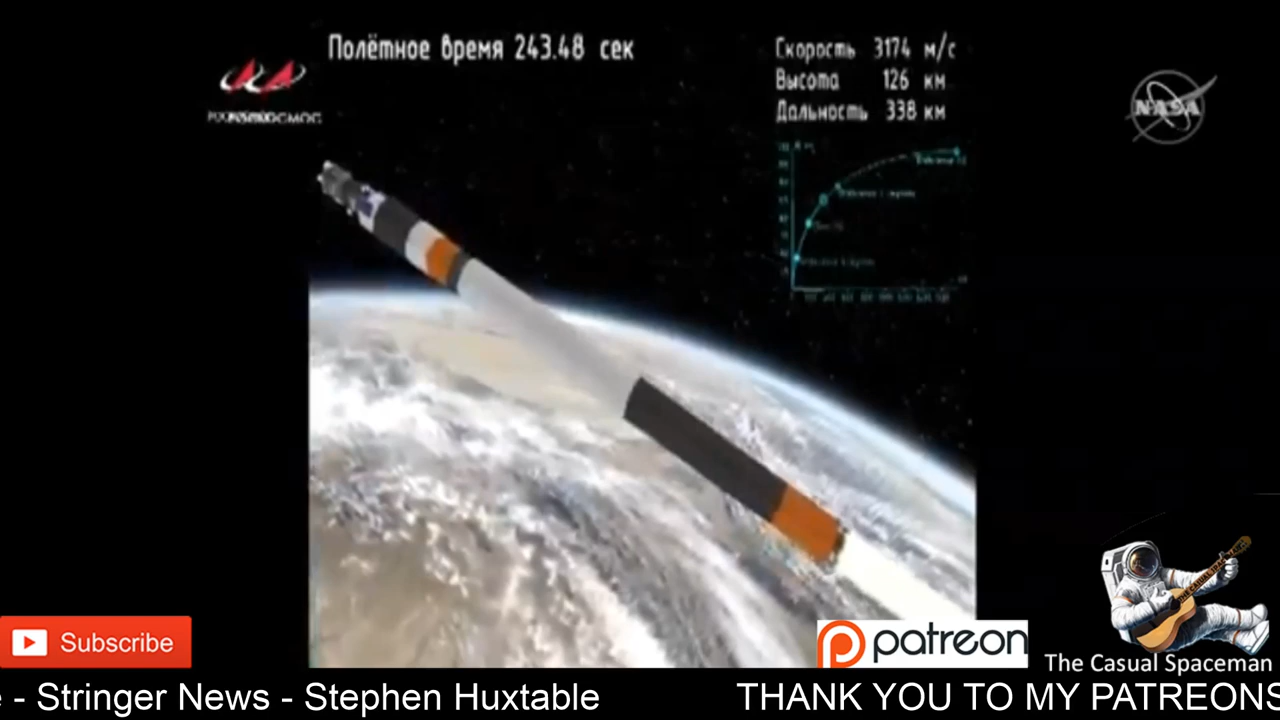 Полётное время 243.48 сек
Скорость 3174 м/с
Высота 126 км
Дальность 338 км
NASA
Subscribe
patreon
The Casual Spaceman
- Stringer News - Stephen Huxtable
THANK YOU TO MY PATREONS